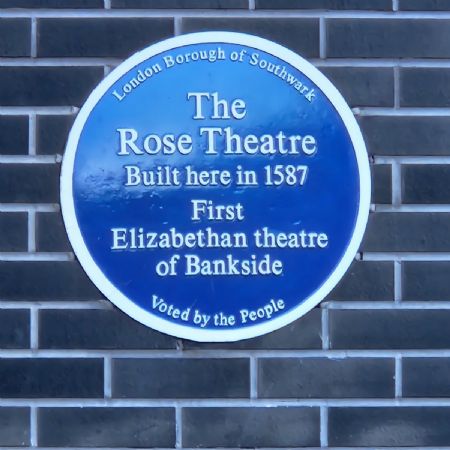 London Borough of Southwark
The
Rose Theatre
Built here in 1587
First
Elizabethan theatre
of Bankside
Voted by the People